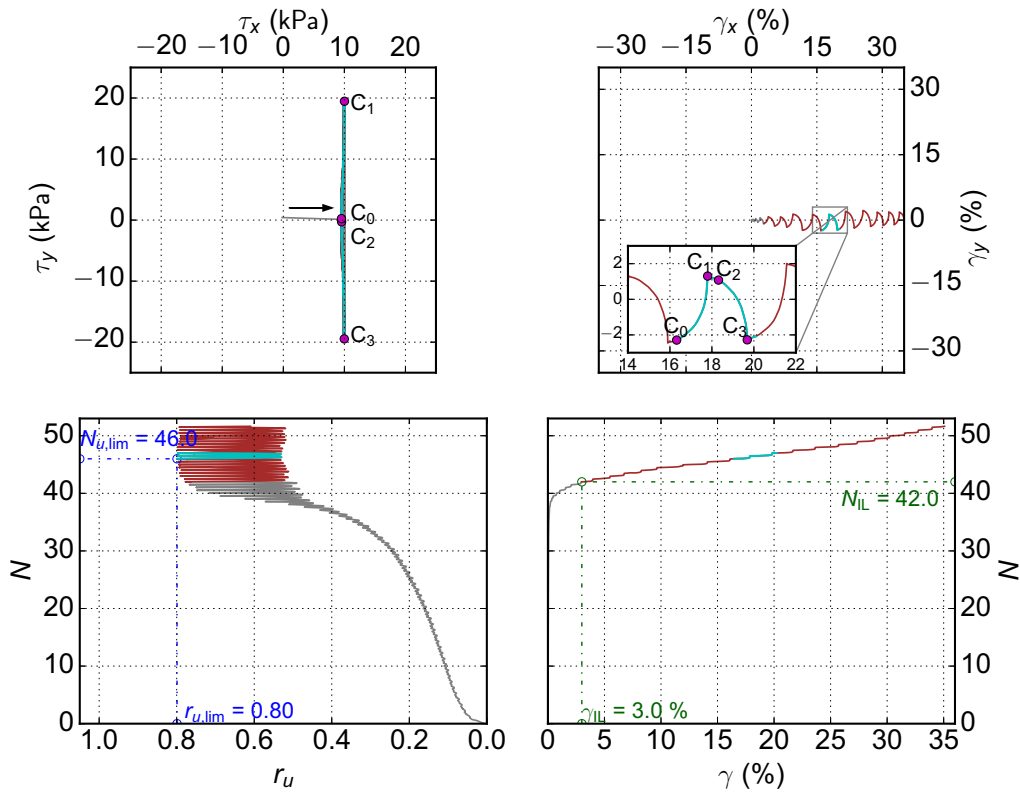 τx (kPa)
−20 −10 0 10 20
20
10
0
−10
−20
τy (kPa)
C1
C0
C2
C3
γx (%)
−30 −15 0 15 30
30
15
0
−15
−30
γy (%)
2
0
−2
14 16 18 20 22
C1 C2
C0 C3
50
40
30
20
10
0
N
Nu,lim = 46.0
ru,lim = 0.80
1.0 0.8 0.6 0.4 0.2 0.0
ru
50
40
30
20
10
0
N
NIL = 42.0
γIL = 3.0 %
0 5 10 15 20 25 30 35
γ (%)